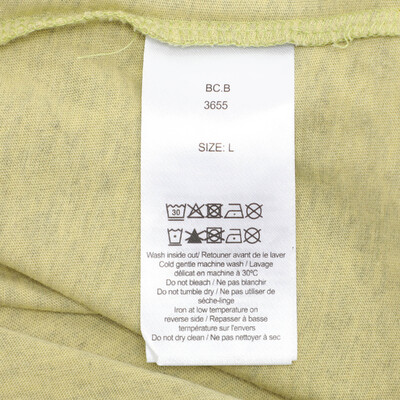 BC.B
3655
SIZE: L
30
Wash inside out/ Retouner avant de le laver
Cold gentle machine wash / Lavage
délicat en machine à 30ºC
Do not bleach/ Ne pas blanchir
Do not tumble dry / Ne pas utiliser de
sèche-linge
Iron at low temperature on
reverse side / Repasser à basse
température sur l'envers
Do not dry clean/ Ne nettoyer pas à sec